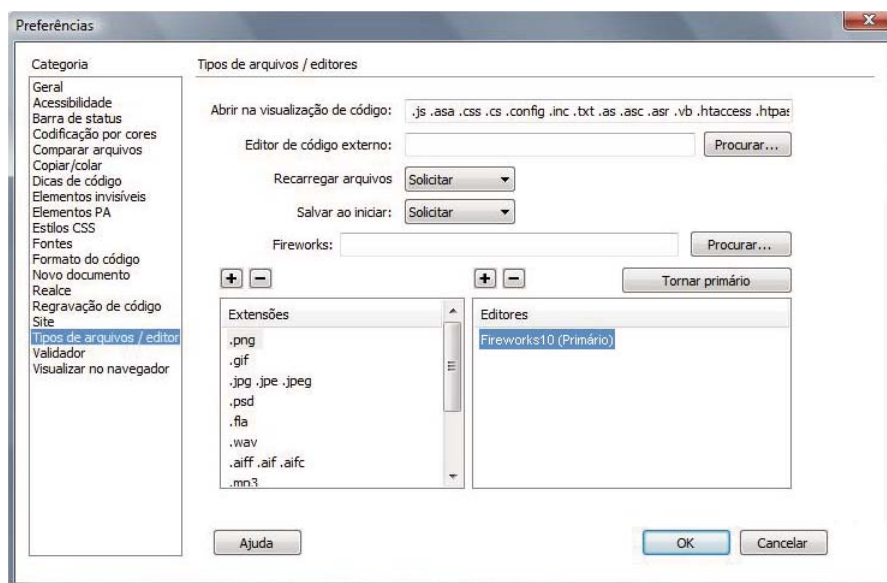 Preferências
Categoria
Geral
Acessibilidade
Barra de status
Codificação por cores
Comparar arquivos
Copiar/colar
Dicas de código
Elementos invisíveis
Elementos PA
Estilos CSS
Fontes
Formato do código
Novo documento
Realce
Regravação de código
Site
Tipos de arquivos / editor
Validador
Visualizar no navegador
Tipos de arquivos / editores
Abrir na visualização de código: .js .asa .css .cs .config .inc .txt .as .asc .asr .vb .htaccess .htpas
Editor de código externo: Procurar...
Recarregar arquivos Solicitar
Salvar ao iniciar: Solicitar
Fireworks: Procurar...
+ − + − Tornar primário
Extensões Editores
.png Fireworks10 (Primário)
.gif
.jpg .jpe .jpeg
.psd
.fla
.wav
.aiff .aif .aifc
.mp3
Ajuda OK Cancelar